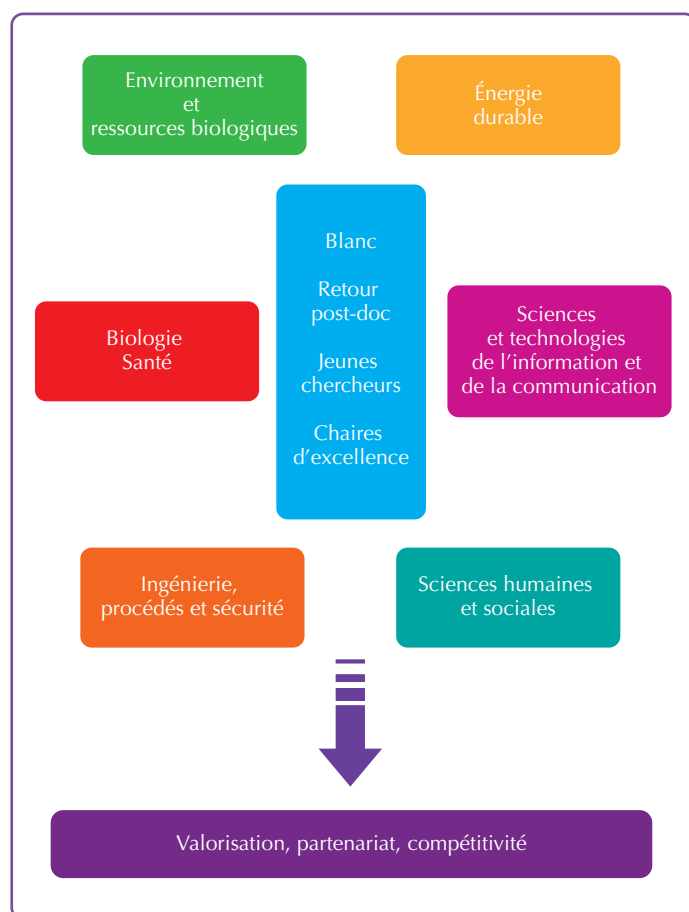 Environnement
et
ressources biologiques
Énergie
durable
Blanc
Retour
post-doc
Jeunes
chercheurs
Chaires
d’excellence
Biologie
Santé
Sciences
et technologies
de l’information et
de la communication
Ingénierie,
procédés et sécurité
Sciences humaines
et sociales
Valorisation, partenariat, compétitivité